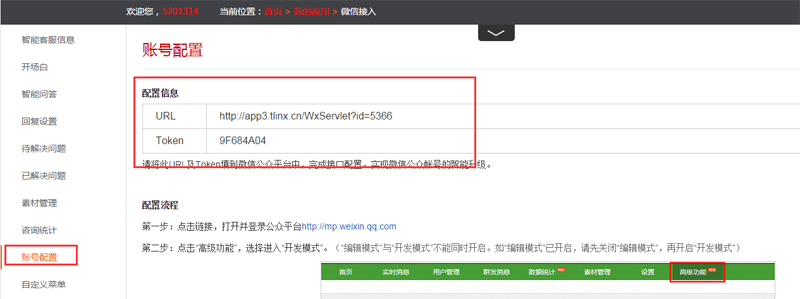 欢迎您，5201314 当前位置：首页 > 我的应用 > 微信接入
智能客服信息
开场白
智能问答
回复设置
待解决问题
已解决问题
素材管理
咨询统计
账号配置
自定义菜单
账号配置
配置信息
URL http://app3.tlinx.cn/WxServlet?id=5366
Token 9F684A04
请将此URL及Token填到微信公众平台中，完成接口配置。实现微信公众帐号的智能升级。
配置流程
第一步：点击链接，打开并登录公众平台http://mp.weixin.qq.com
第二步：点击“高级功能”，选择进入“开发模式”。（“编辑模式”与“开发模式”不能同时开启。如“编辑模式”已开启，请先关闭“编辑模式”，再开启“开发模式”）
首页 实时消息 用户管理 群发消息 数据统计 素材管理 设置 高级功能